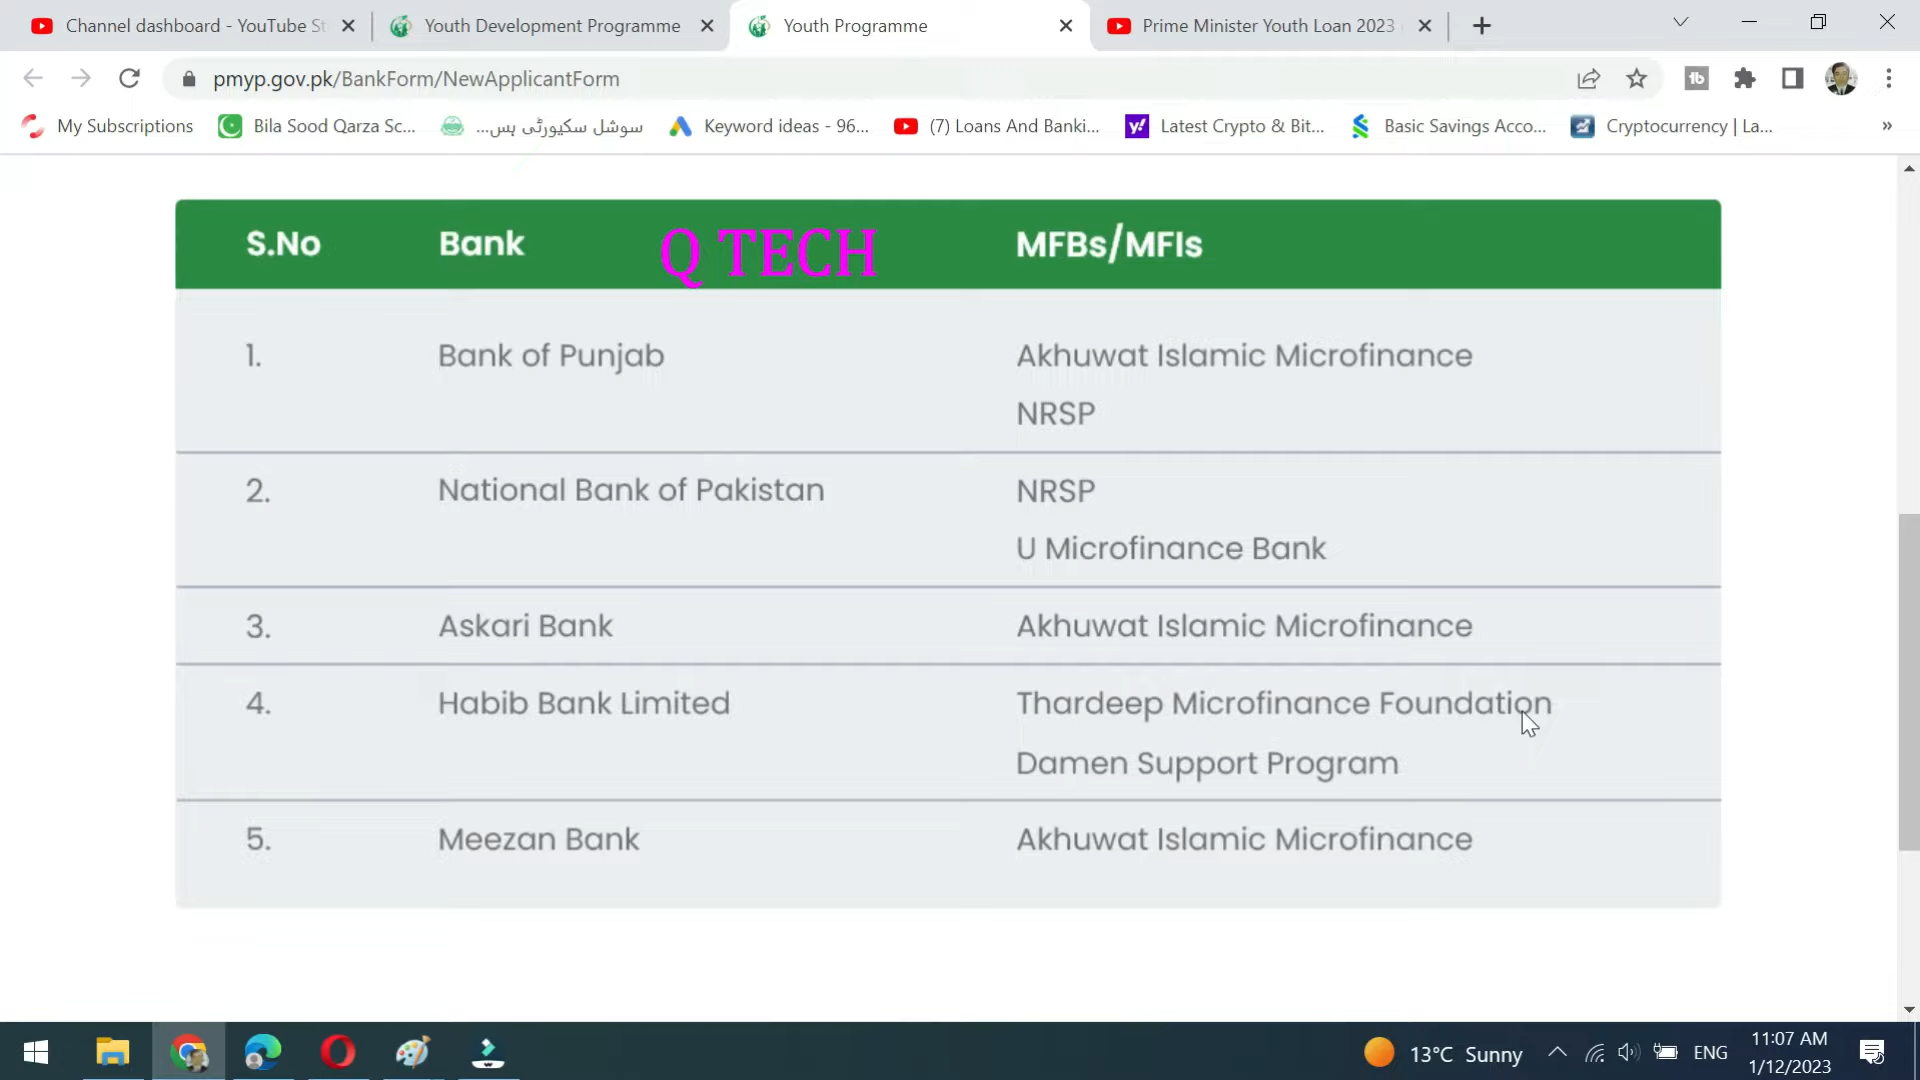 Channel dashboard - YouTube St
Youth Development Programme
Youth Programme
Prime Minister Youth Loan 2023
pmyp.gov.pk/BankForm/NewApplicantForm
My Subscriptions
Bila Sood Qarza Sc...
سوشل سکیورٹی ہس...
Keyword ideas - 96...
(7) Loans And Banki...
Latest Crypto & Bit...
Basic Savings Acco...
Cryptocurrency | La...
»
S.No Bank Q TECH MFBs/MFIs
1. Bank of Punjab Akhuwat Islamic Microfinance
NRSP
2. National Bank of Pakistan NRSP
U Microfinance Bank
3. Askari Bank Akhuwat Islamic Microfinance
4. Habib Bank Limited Thardeep Microfinance Foundation
Damen Support Program
5. Meezan Bank Akhuwat Islamic Microfinance
13°C Sunny
ENG
11:07 AM
1/12/2023